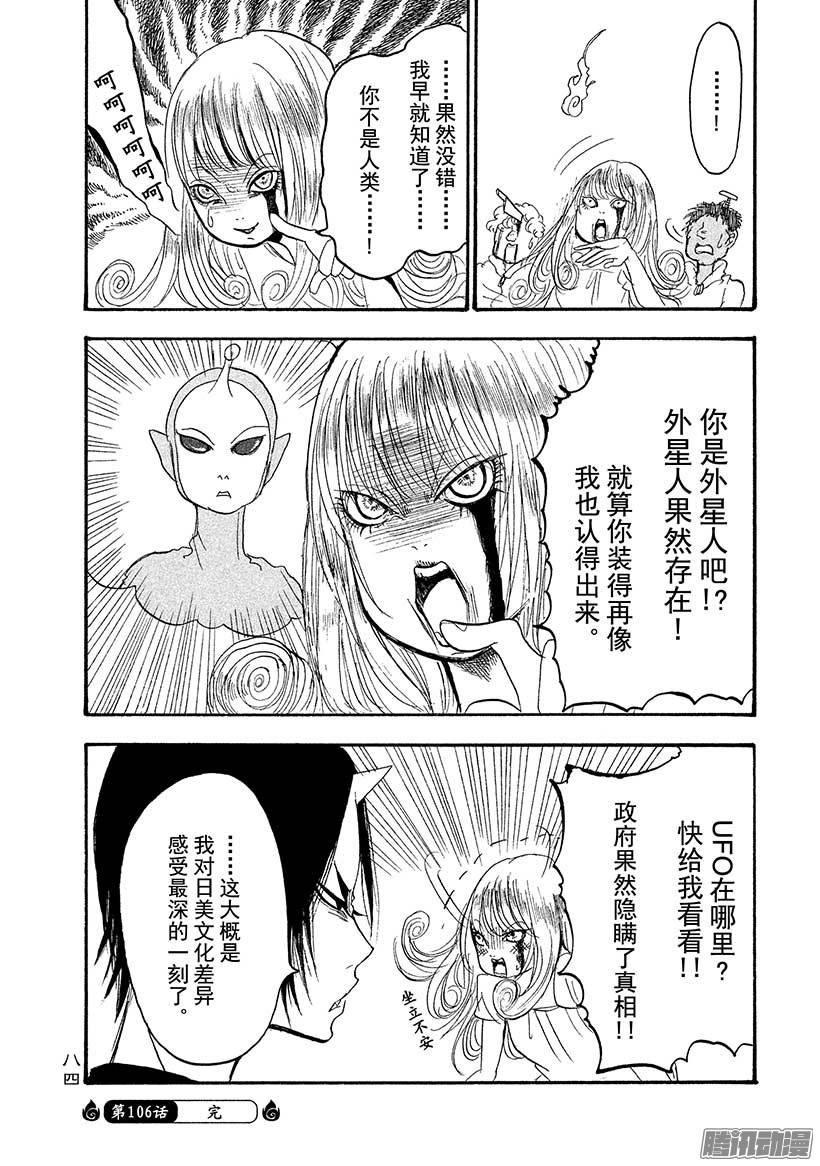 ……！
……果然没错……
我早就知道了……
你不是人类……！
呵呵呵呵呵呵
你是外星人吧！?
外星人果然存在！
就算你装得再像
我也认得出来。
UFO在哪里？
快给我看看！！
政府果然隐瞒了真相！！
坐立不安
……这大概是
我对日美文化差异
感受最深的一刻了。
八四
第106话 完
腾讯动漫